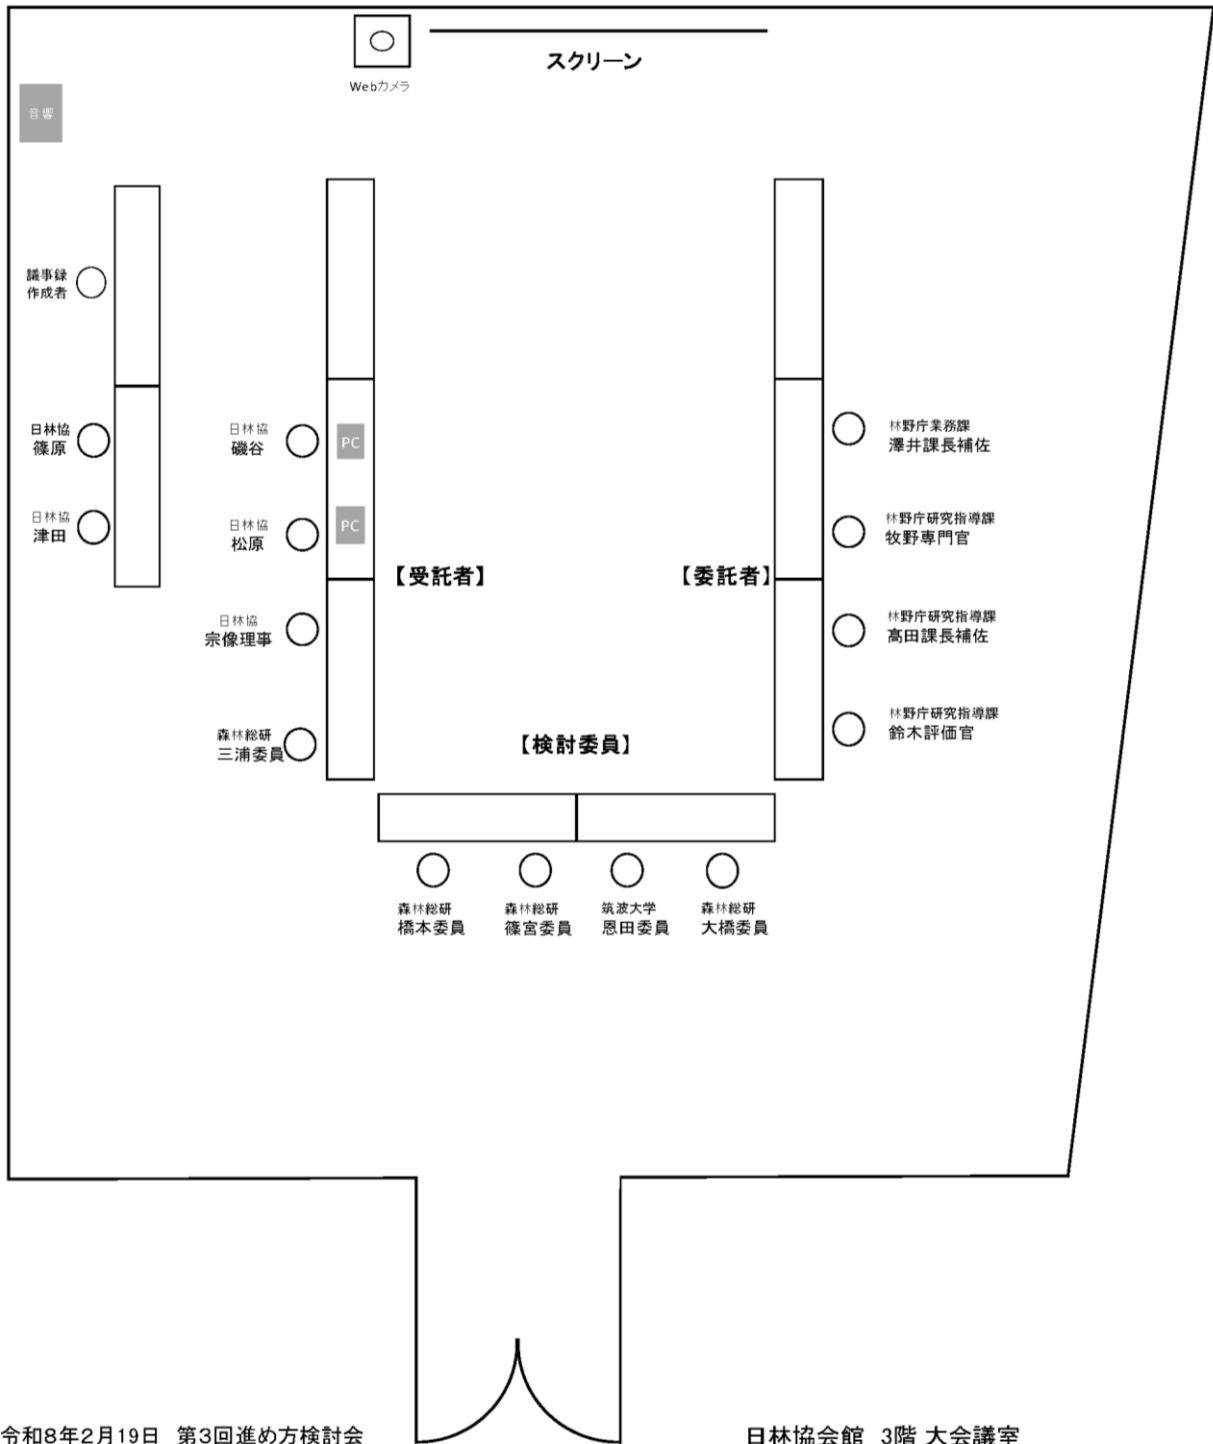 スクリーン
Webカメラ
音響
議事録
作成者
日林協
篠原
日林協
津田
日林協
磯谷
PC
日林協
松原
PC
日林協
宗像理事
森林総研
三浦委員
【受託者】
【委託者】
【検討委員】
林野庁業務課
澤井課長補佐
林野庁研究指導課
牧野専門官
林野庁研究指導課
高田課長補佐
林野庁研究指導課
鈴木評価官
森林総研
橋本委員
森林総研
篠宮委員
筑波大学
恩田委員
森林総研
大橋委員
令和8年2月19日 第3回進め方検討会
日林協会館 3階 大会議室